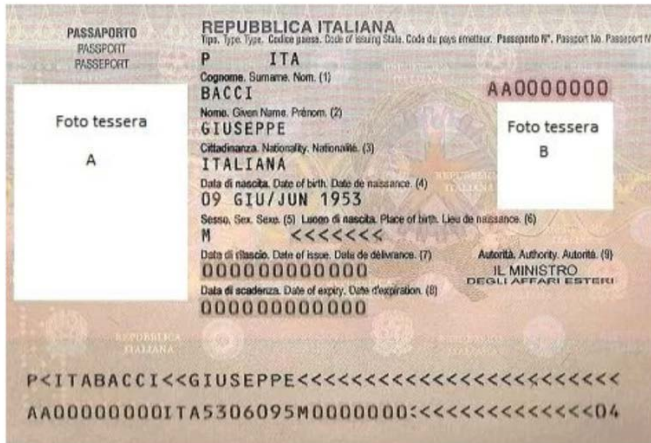 PASSAPORTO
PASSPORT
PASSEPORT
REPUBBLICA ITALIANA
Tipo. Type. Type. Codice paese. Code of issuing State. Code du pays émetteur. Passaporto N°. Passport No. Passeport N
P ITA
Cognome. Surname. Nom. (1)
BACCI
AA0000000
Nome. Given Name. Prénom. (2)
GIUSEPPE
Foto tessera
A
Foto tessera
B
Cittadinanza. Nationality. Nationalité. (3)
ITALIANA
Data di nascita. Date of birth. Date de naissance. (4)
09 GIU/JUN 1953
Sesso. Sex. Sexe. (5) Luogo di nascita. Place of birth. Lieu de naissance. (6)
M <<<<<<<
Data di rilascio. Date of issue. Date de délivrance. (7)
Autorità. Authority. Autorité. (9)
000000000000
IL MINISTRO
DEGLI AFFARI ESTERI
Data di scadenza. Date of expiry. Date d'expiration. (8)
000000000000
REPUBBLICA
ITALIANA
P<ITABACCI<<GIUSEPPE<<<<<<<<<<<<<<<<<<<<<<<<
AA00000000ITA5306095M0000000<<<<<<<<<<<<<<04